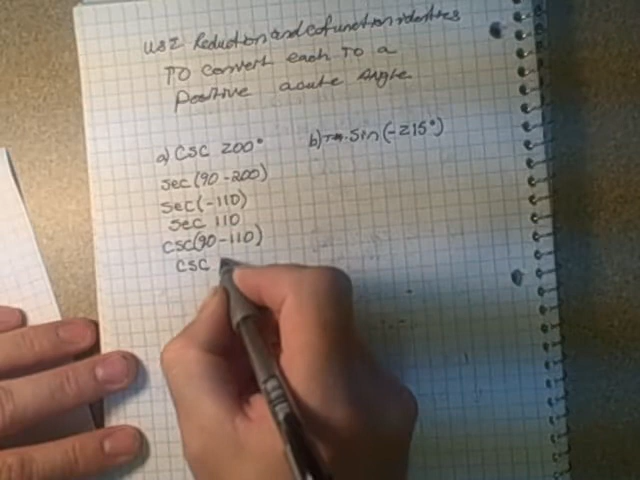 USE Reduction and cofunction identities
TO convert each TO a
Positive acute Angle
a) CSC 200° b) Sin(-215°)
sec(90-200)
sec(-110)
sec 110
csc(90-110)
csc